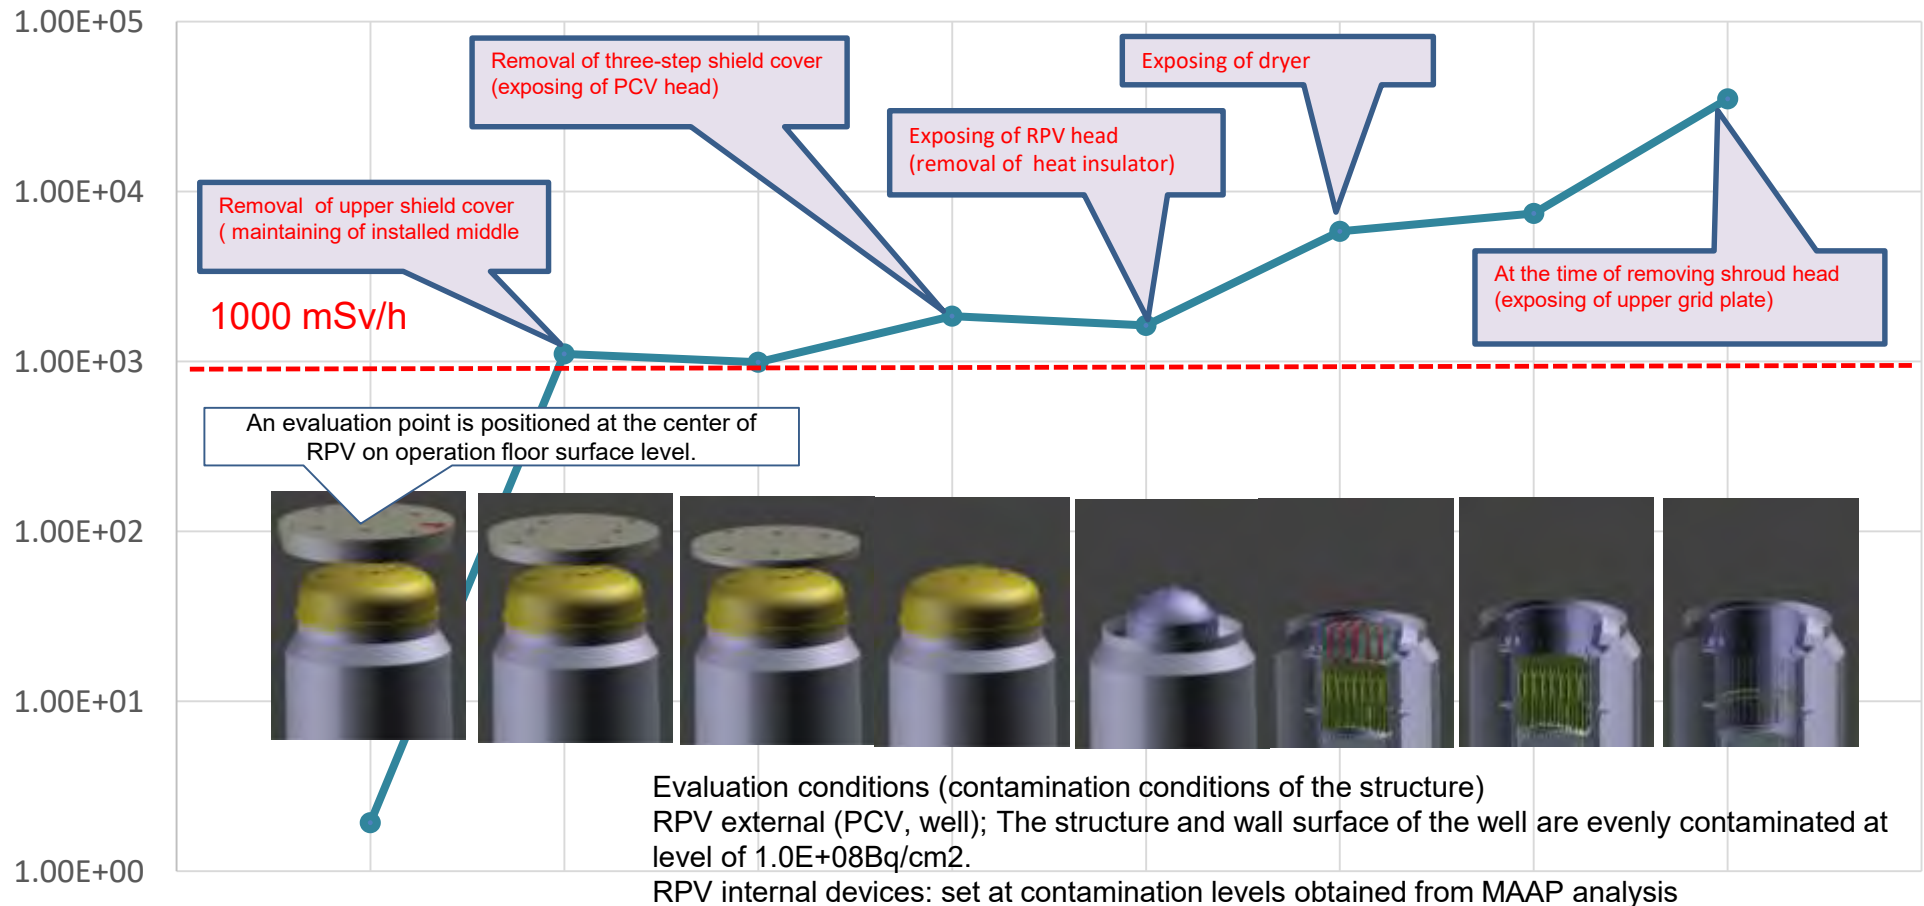 1.00E+05
Removal of three-step shield cover
(exposing of PCV head)
Exposing of dryer
Exposing of RPV head
(removal of heat insulator)
1.00E+04
Removal of upper shield cover
( maintaining of installed middle
At the time of removing shroud head
(exposing of upper grid plate)
1000 mSv/h
1.00E+03
An evaluation point is positioned at the center of
RPV on operation floor surface level.
1.00E+02
1.00E+01
Evaluation conditions (contamination conditions of the structure)
RPV external (PCV, well); The structure and wall surface of the well are evenly contaminated at
level of 1.0E+08Bq/cm2.
1.00E+00
RPV internal devices: set at contamination levels obtained from MAAP analysis